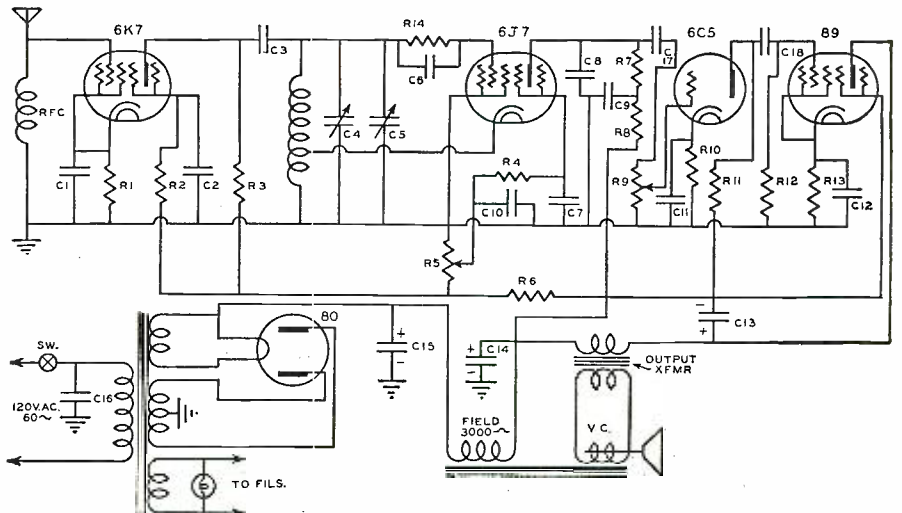 6K7
R14
6J7
6C5
89
C3
C6
C8
R7
C
17
C18
RFC
C4
C5
C9
R8
R10
C1
R1
R2
C2
R3
R4
C10
C7
R9
C11
R11
R12
R13
C12
R5
R6
80
C13
SW.
C15
C14
OUTPUT
XFMR
120V.AC.
60~
C16
FIELD
3000~
V.C.
TO FILS.